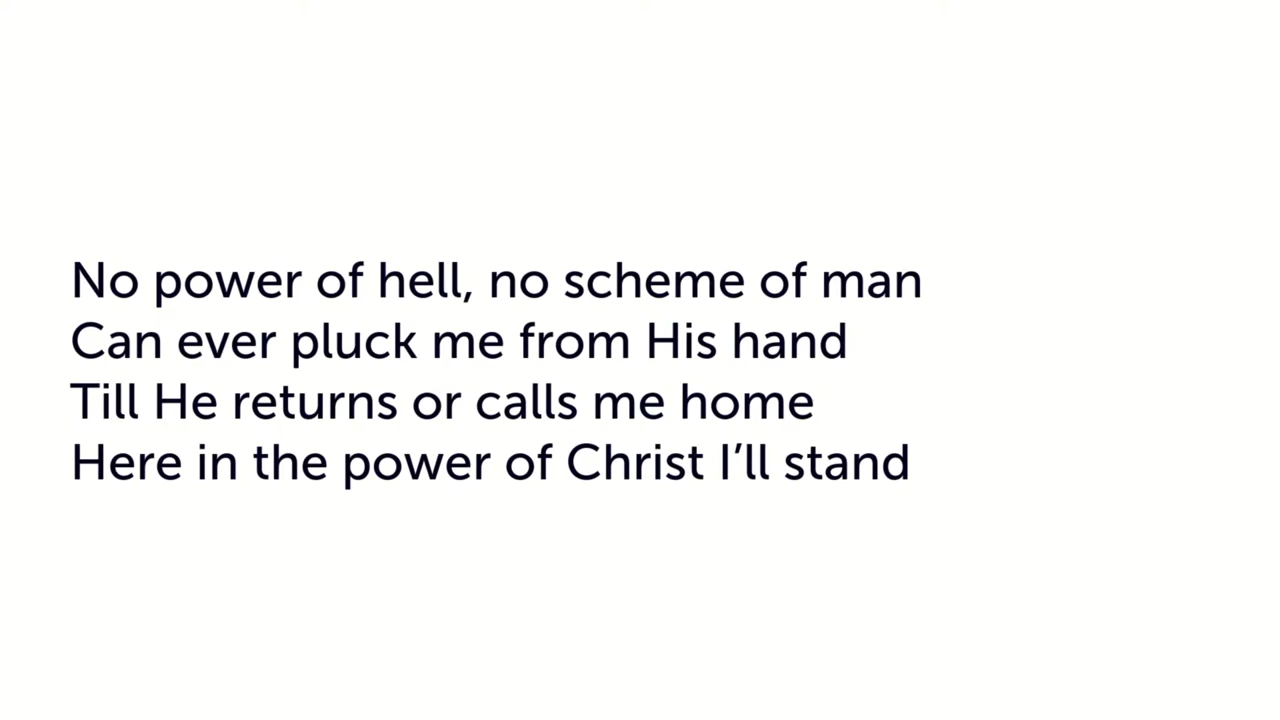 No power of hell, no scheme of man
Can ever pluck me from His hand
Till He returns or calls me home
Here in the power of Christ I’ll stand